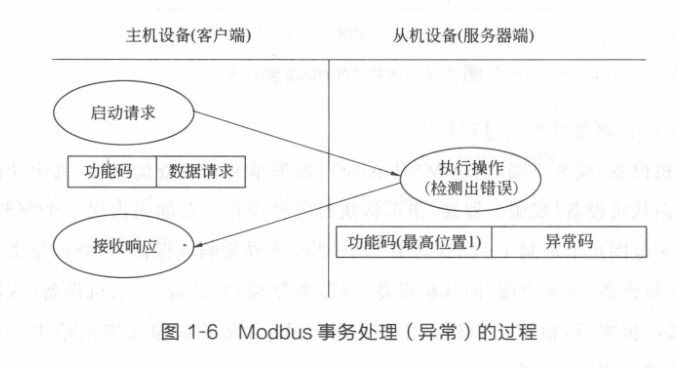 主机设备(客户端)
从机设备(服务器端)
启动请求
功能码
数据请求
执行操作
(检测出错误)
接收响应
功能码(最高位置1)
异常码
图 1-6 Modbus 事务处理（异常）的过程